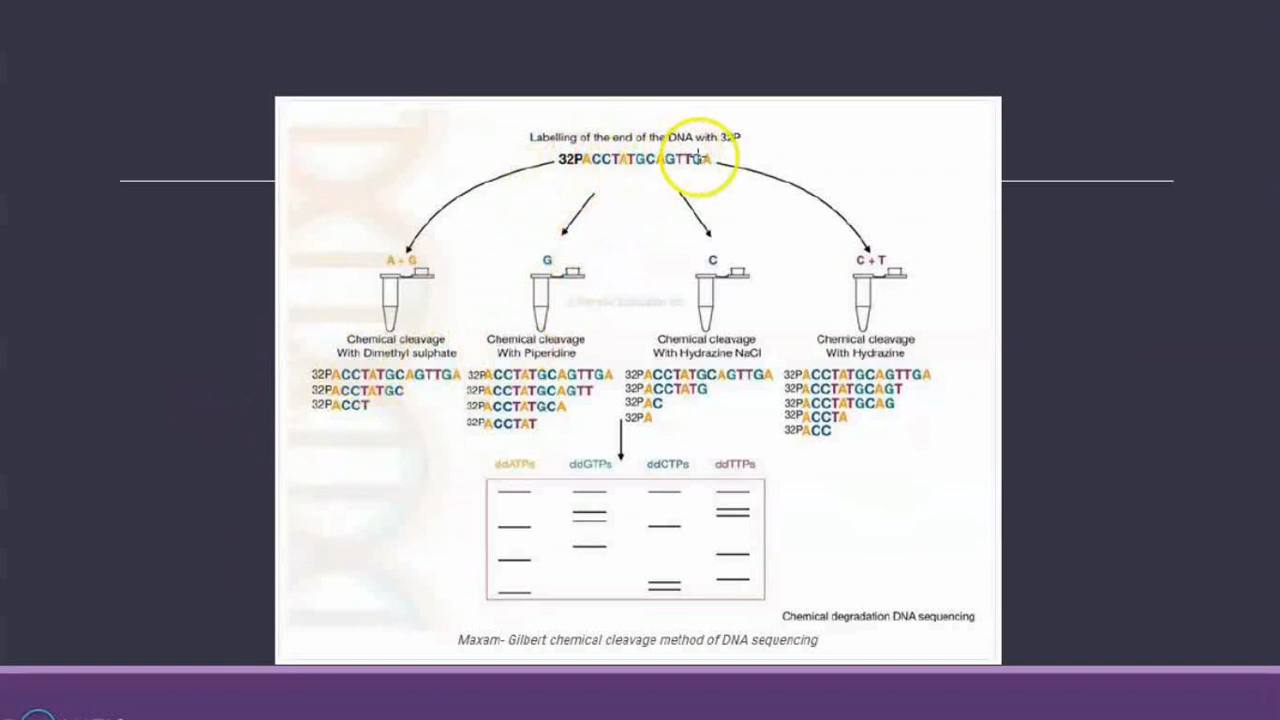 Labelling of the end of the DNA with 32P
32PACCTATGCAGTTGA
A + G
G
C
C + T
Chemical cleavage
With Dimethyl sulphate
Chemical cleavage
With Piperidine
Chemical cleavage
With Hydrazine NaCl
Chemical cleavage
With Hydrazine
32PACCTATGCAGTTGA
32PACCTATGC
32PACCT
32PACCTATGCAGTTGA
32PACCTATGCAGTT
32PACCTATGCA
32PACCTAT
32PACCTATGCAGTTGA
32PACCTATG
32PAC
32PA
32PACCTATGCAGTTGA
32PACCTATGCAGT
32PACCTATGCAG
32PACCTA
32PACC
ddATPs
ddGTPs
ddCTPs
ddTTPs
Chemical degradation DNA sequencing
Maxam- Gilbert chemical cleavage method of DNA sequencing